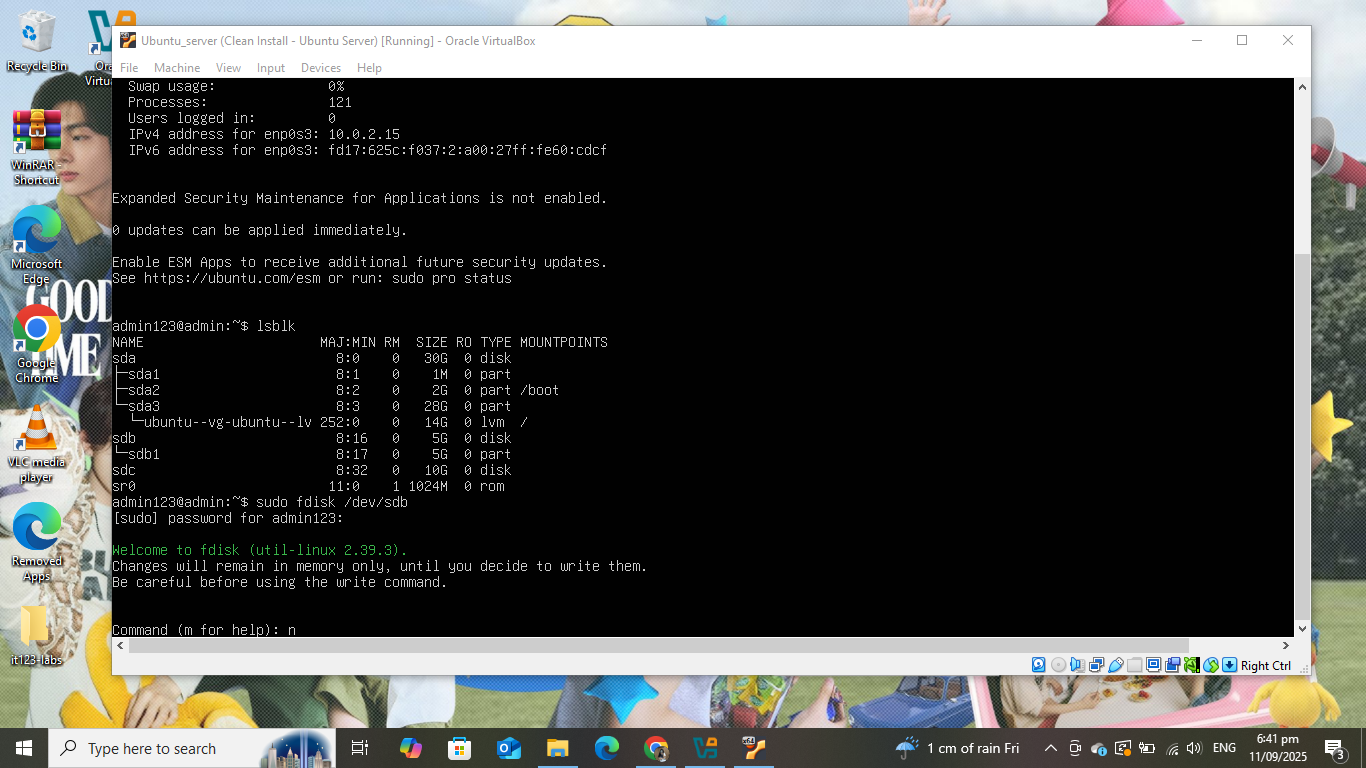 Recycle Bin
Ora
Virtua
WinRAR -
Shortcut
Microsoft
Edge
GOOD
TIME
Google
Chrome
VLC media
player
Removed
Apps
it123-labs
Ubuntu_server (Clean Install - Ubuntu Server) [Running] - Oracle VirtualBox
File Machine View Input Devices Help
Swap usage: 0%
Processes: 121
Users logged in: 0
IPv4 address for enp0s3: 10.0.2.15
IPv6 address for enp0s3: fd17:625c:f037:2:a00:27ff:fe60:cdcf
Expanded Security Maintenance for Applications is not enabled.
0 updates can be applied immediately.
Enable ESM Apps to receive additional future security updates.
See https://ubuntu.com/esm or run: sudo pro status
admin123@admin:~$ lsblk
NAME MAJ:MIN RM SIZE RO TYPE MOUNTPOINTS
sda 8:0 0 30G 0 disk
├─sda1 8:1 0 1M 0 part
├─sda2 8:2 0 2G 0 part /boot
└─sda3 8:3 0 28G 0 part
└─ubuntu--vg-ubuntu--lv 252:0 0 14G 0 lvm /
sdb 8:16 0 5G 0 disk
└─sdb1 8:17 0 5G 0 part
sdc 8:32 0 10G 0 disk
sr0 11:0 1 1024M 0 rom
admin123@admin:~$ sudo fdisk /dev/sdb
[sudo] password for admin123:
Welcome to fdisk (util-linux 2.39.3).
Changes will remain in memory only, until you decide to write them.
Be careful before using the write command.
Command (m for help): n
Right Ctrl
Type here to search
1 cm of rain Fri
ENG
6:41 pm
11/09/2025
3